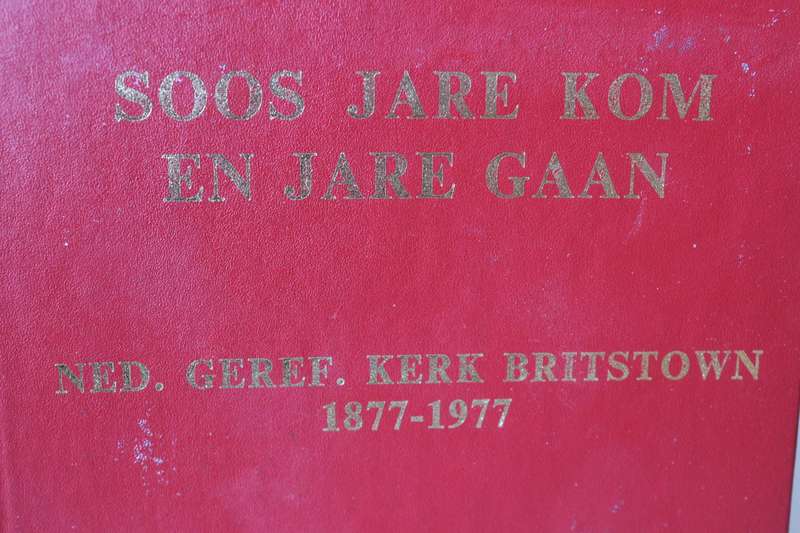 SOOS JARE KOM
EN JARE GAAN
NED. GEREF. KERK BRITSTOWN
1877-1977